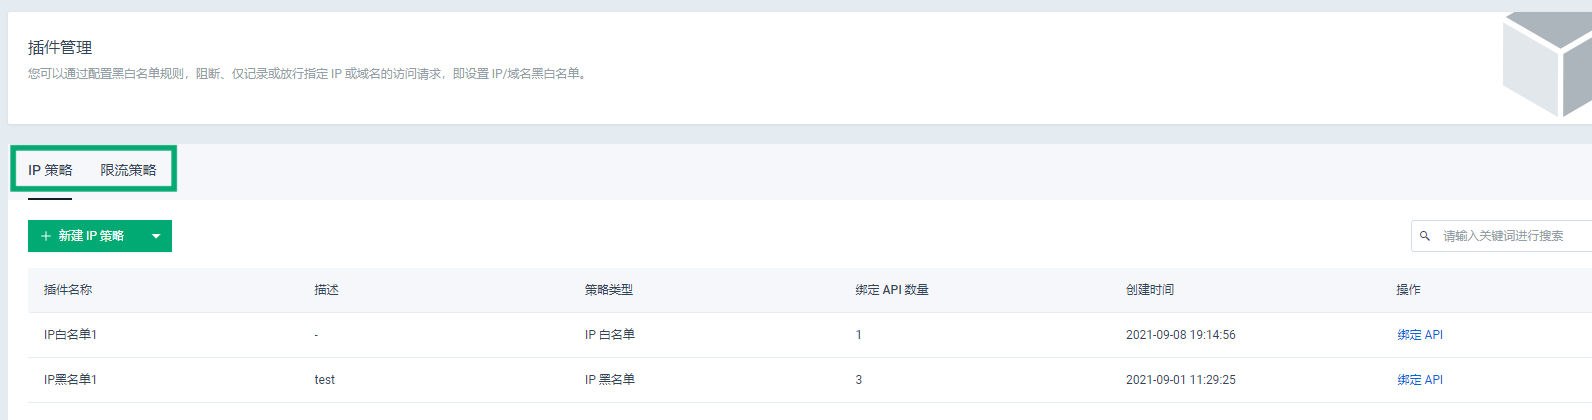 插件管理
您可以通过配置黑白名单规则，阻断、仅记录或放行指定 IP 或域名的访问请求，即设置 IP/域名黑白名单。
IP 策略 限流策略
新建 IP 策略 请输入关键词进行搜索
插件名称 描述 策略类型 绑定 API 数量 创建时间 操作
IP白名单1 - IP 白名单 1 2021-09-08 19:14:56 绑定 API
IP黑名单1 test IP 黑名单 3 2021-09-01 11:29:25 绑定 API